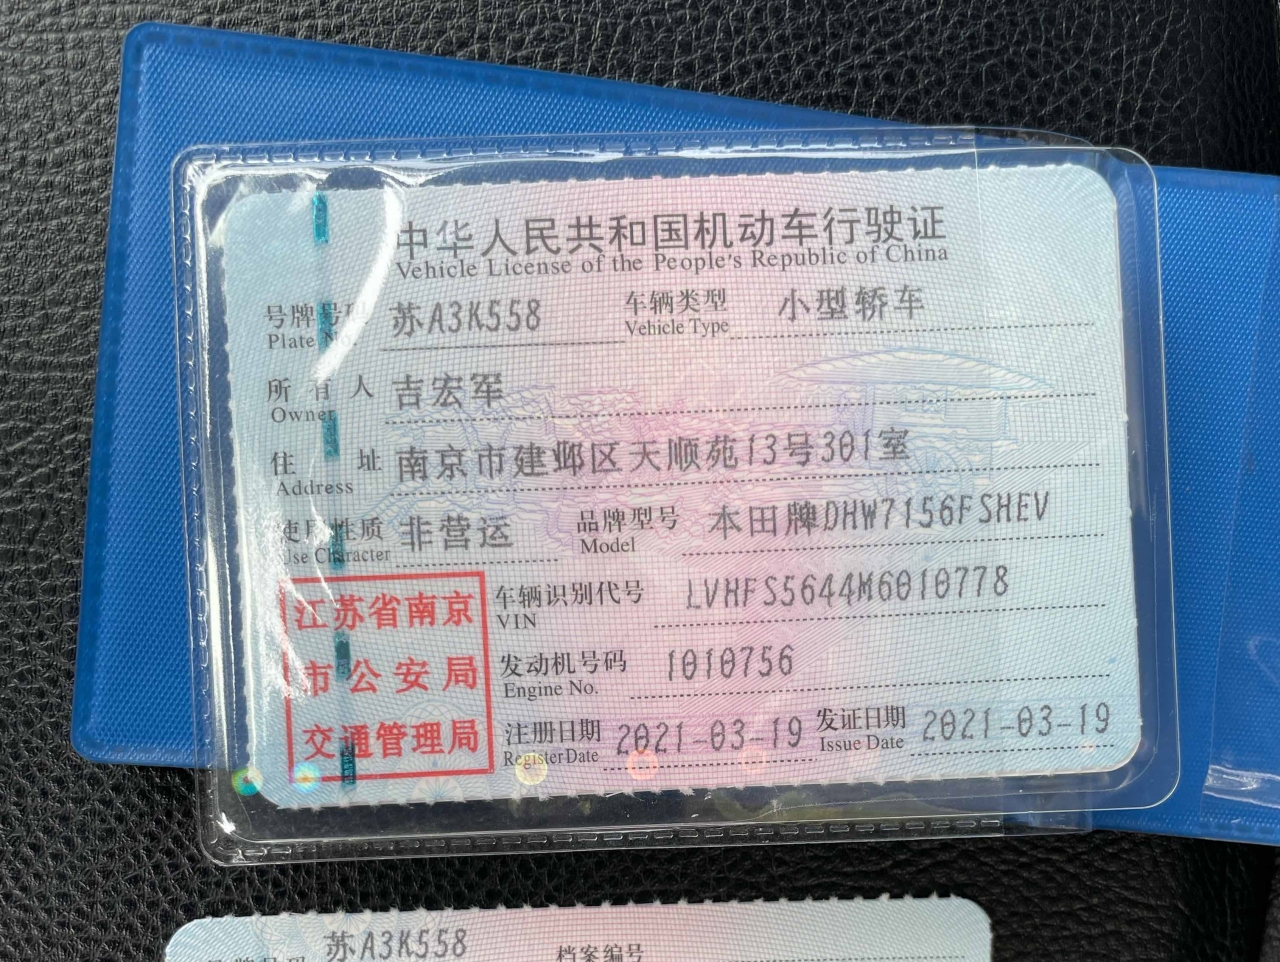 中华人民共和国机动车行驶证
Vehicle License of the People's Republic of China
号牌号码 苏A3K558 车辆类型 小型轿车
Plate No. Vehicle Type
所有人 吉宏军
Owner
住址 南京市建邺区天顺苑13号301室
Address
使用性质 非营运 品牌型号 本田牌DHW7156FSHEV
Use Character Model
江苏省南京
市公安局
交通管理局
车辆识别代号 LVHFS5644M6010778
VIN
发动机号码 1010756
Engine No.
注册日期 2021-03-19 发证日期 2021-03-19
Register Date Issue Date
号牌号码 苏A3K558 档案编号